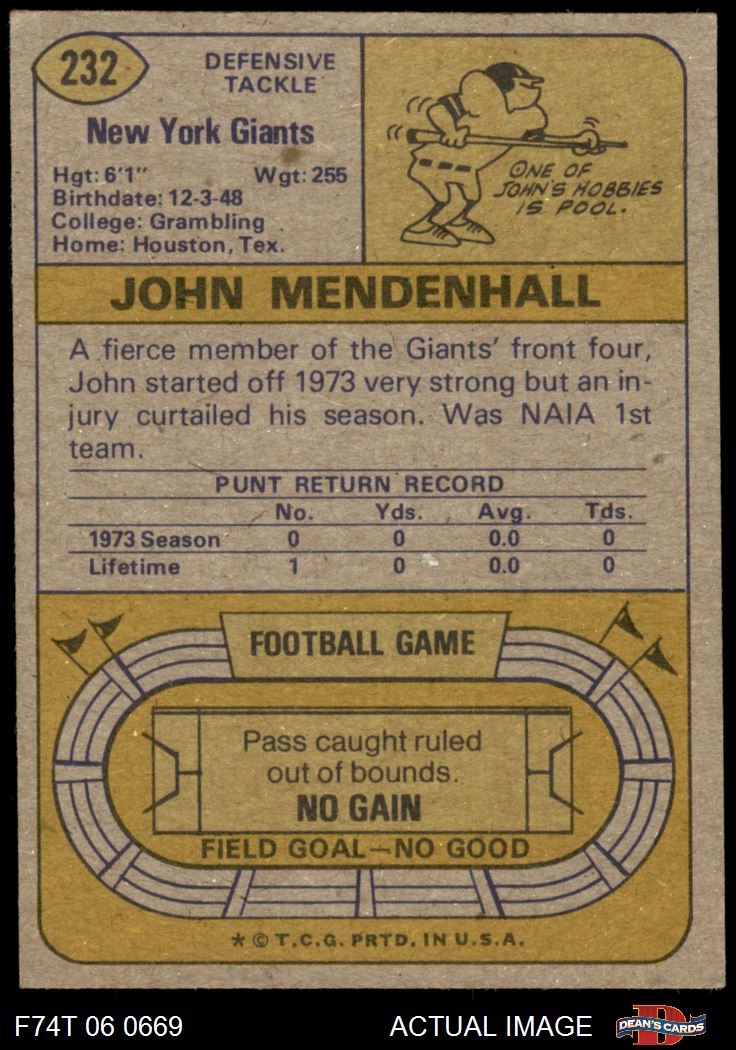 232
DEFENSIVE
TACKLE
New York Giants
Hgt: 6'1" Wgt: 255
Birthdate: 12-3-48
College: Grambling
Home: Houston, Tex.
ONE OF
JOHN'S HOBBIES
IS POOL.
JOHN MENDENHALL
A fierce member of the Giants' front four,
John started off 1973 very strong but an in-
jury curtailed his season. Was NAIA 1st
team.
PUNT RETURN RECORD
No. Yds. Avg. Tds.
1973 Season 0 0 0.0 0
Lifetime 1 0 0.0 0
FOOTBALL GAME
Pass caught ruled
out of bounds.
NO GAIN
FIELD GOAL—NO GOOD
* © T.C.G. PRTD. IN U.S.A.
F74T 06 0669 ACTUAL IMAGE
D
DEAN'S CARDS